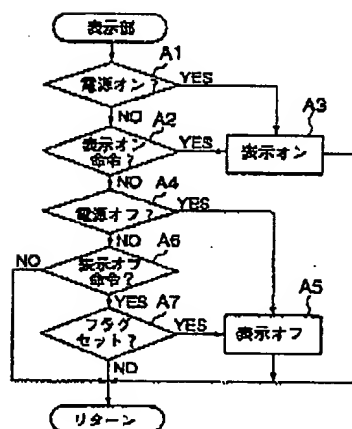 表示部
A1
電源オン?
YES
NO
A2
A3
表示オン
命令?
YES
表示オン
NO
A4
電源オフ?
YES
NO
A6
NO
表示オフ
命令?
YES
A7
A5
フラグ
セット?
YES
表示オフ
NO
リターン